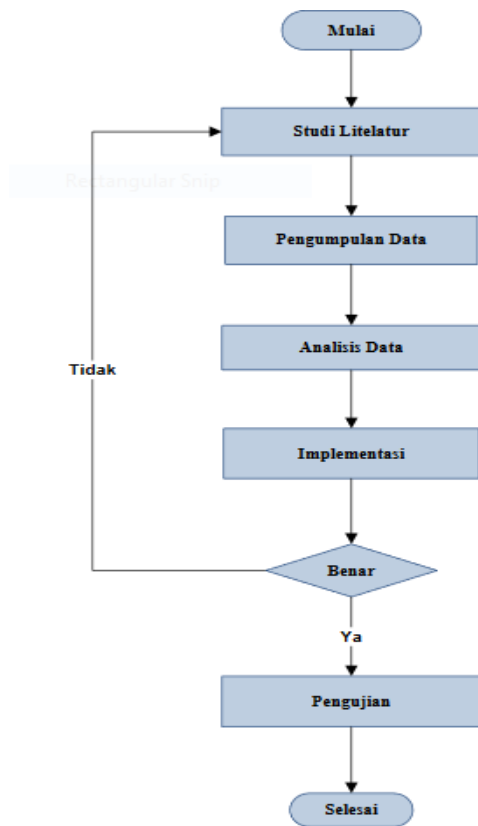 Mulai
Studi Litelatur
Rectangular Snip
Pengumpulan Data
Analisis Data
Tidak
Implementasi
Benar
Ya
Pengujian
Selesai